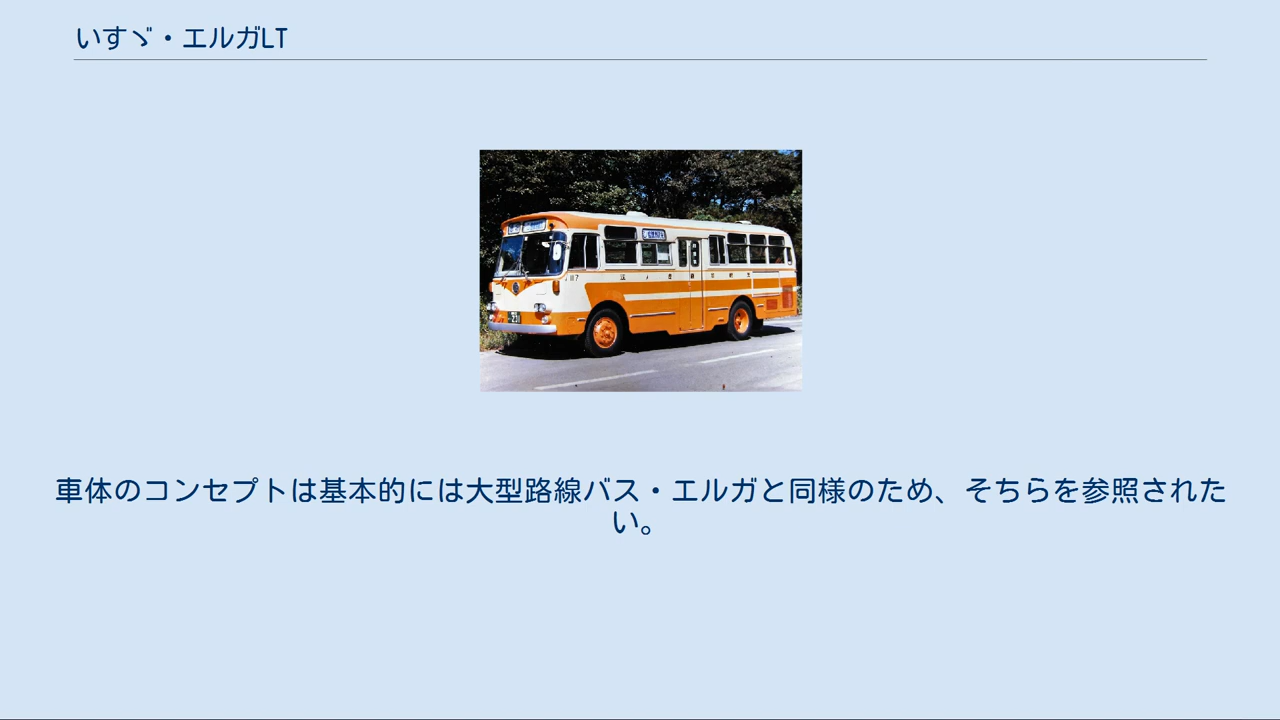 いすゞ・エルガLT
車体のコンセプトは基本的には大型路線バス・エルガと同様のため、そちらを参照された
い。